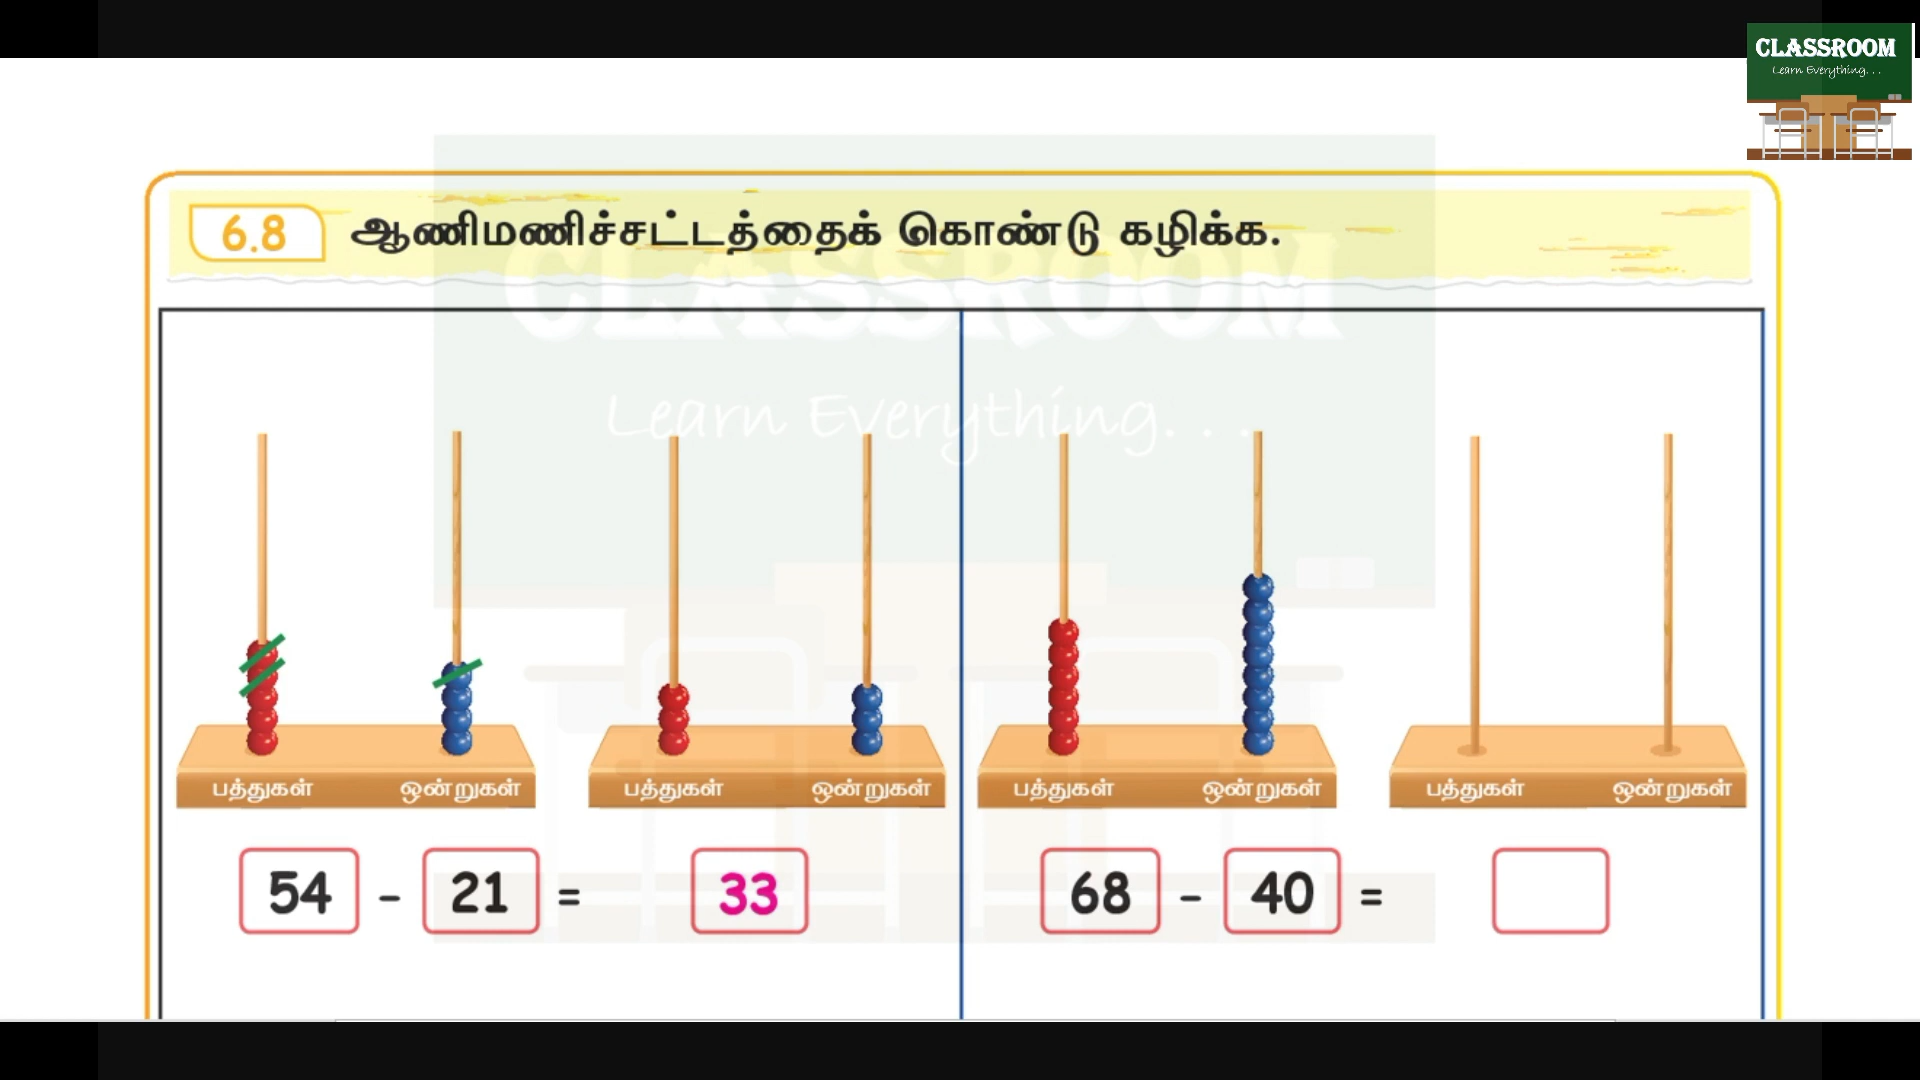 CLASSROOM
Learn Everything...
6.8 ஆணிமணிச்சட்டத்தைக் கொண்டு கழிக்க.
CLASSROOM
Learn Everything...
பத்துகள் ஒன்றுகள் பத்துகள் ஒன்றுகள் பத்துகள் ஒன்றுகள் பத்துகள் ஒன்றுகள்
54 - 21 = 33 68 - 40 =